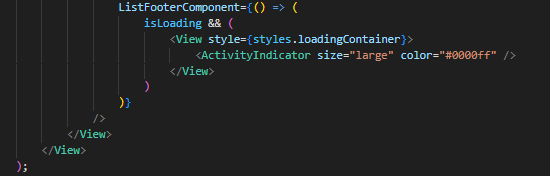 ListFooterComponent={() => (
isLoading && (
<View style={styles.loadingContainer}>
<ActivityIndicator size="large" color="#0000ff" />
</View>
)
)}
/>
</View>
</View>
);